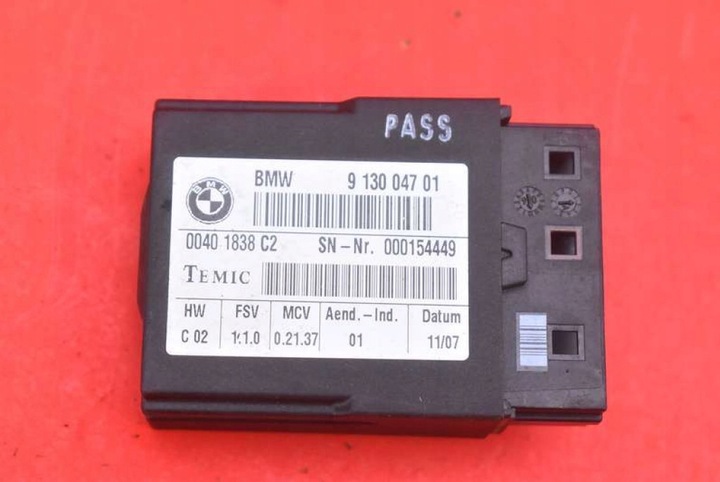 PASS
BMW 9 130 047 01
BMW
0040 1838 C2 SN-Nr. 000154449
TEMIC
HW FSV MCV Aend.-Ind. Datum
C 02 1.1.0 0.21.37 01 11/07